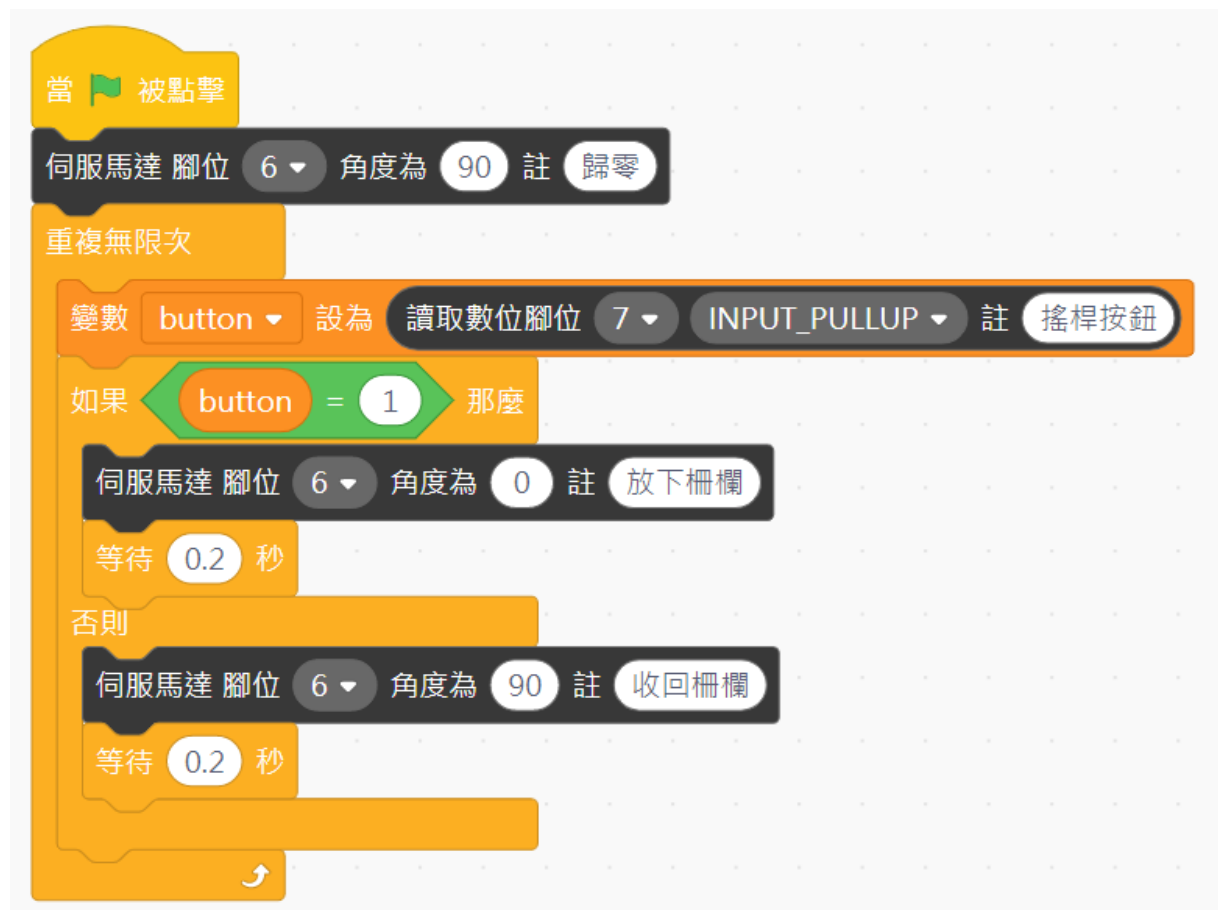 當 被點擊
伺服馬達 腳位 6 角度為 90 註 歸零
重複無限次
變數 button 設為 讀取數位腳位 7 INPUT_PULLUP 註 搖桿按鈕
如果 button = 1 那麼
伺服馬達 腳位 6 角度為 0 註 放下柵欄
等待 0.2 秒
否則
伺服馬達 腳位 6 角度為 90 註 收回柵欄
等待 0.2 秒